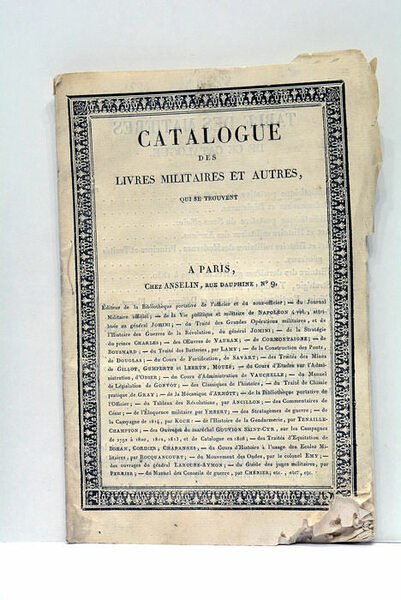 CATALOGUE
DES
LIVRES MILITAIRES ET AUTRES,
QUI SE TROUVENT
A PARIS,
CHEZ ANSELIN, RUE DAUPHINE, N° 9,
Éditeur de la Bibliothèque portative de l'officier et du sous-officier; — du Journal
Militaire officiel; — de la Vie politique et militaire de NAPOLÉON 4 vol., attri-
buée au général JOMINI; — du Traité des Grandes Opérations militaires, et de
l'Histoire des Guerres de la Révolution, du général JOMINI; — de la Stratégie
du prince CHARLES; — des Œuvres de VAUBAN; — de CORMONTAIGNE; — de
BOUSMARD; — du Traité des Batteries, par LAMY; — de la Construction des Ponts,
de DOUGLAS; — du Cours de Fortification, de SAVART; — des Traités des Mines
de GILLOT, GUMPERTZ et LEBRUN, MOUZÉ; — du Cours d'Etudes sur l'Admi-
nistration, d'ODIER; — du Cours d'Administration de VAUCHELLE; — du Manuel
de Législation de GONVOT; — des Classiques de l'histoire, — du Traité de Chimie
pratique de GRAY; — de la Mécanique d'ARNOTT; — de la Bibliothèque portative de
l'Officier; — du Tableau des Révolutions, par ANCILLON; — des Commentaires de
César; — de l'Éloquence militaire par YMBERT; — des Stratagèmes de guerre; —
de la Campagne de 1814, par KOCH; — de l'Histoire de la Gendarmerie, par TENAILLE-
CHAMPTON; — des Ouvrages du maréchal GOUVION SAINT-CYR, sur les Campagnes
de 1792 à 1800, 1812, 1813, et de Catalogne en 1808; — des Traités d'Equitation de
BOHAN, CORDIER, CHABANNES; — du Cours d'Histoire à l'usage des Ecoles Mi-
litaires, par ROCQUANCOURT; — du Mouvement des Ondes, par le colonel EMY; —
des ouvrages du général LAROCHE-AYMON; — du Guide des juges militaires, par
PERRIER; — du Manuel des Conseils de guerre, par CHÉNIER; etc., etc., etc.